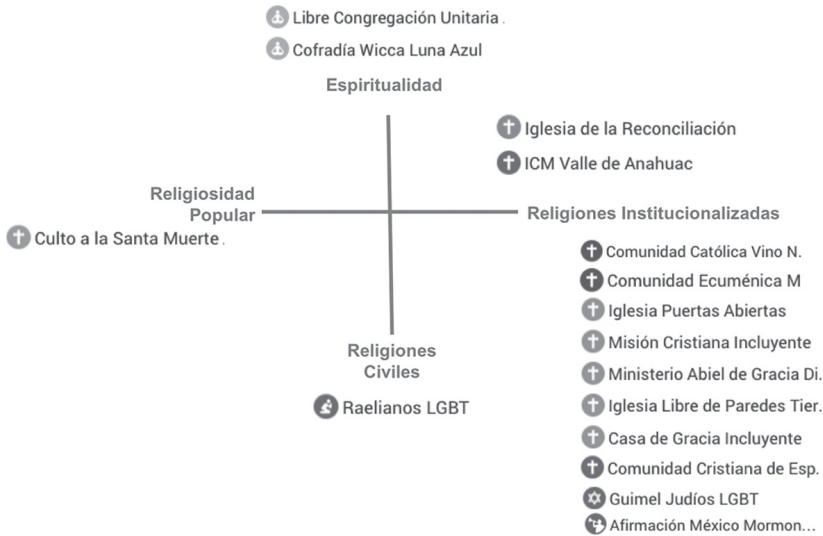 Libre Congregación Unitaria .
Cofradía Wicca Luna Azul
Espiritualidad
Iglesia de la Reconciliación
ICM Valle de Anahuac
Religiosidad
Popular
Religiones Institucionalizadas
Culto a la Santa Muerte .
Comunidad Católica Vino N.
Comunidad Ecuménica M
Iglesia Puertas Abiertas
Misión Cristiana Incluyente
Ministerio Abiel de Gracia Di.
Iglesia Libre de Paredes Tier.
Casa de Gracia Incluyente
Comunidad Cristiana de Esp.
Guimel Judíos LGBT
Afirmación México Mormon...
Religiones
Civiles
Raelianos LGBT